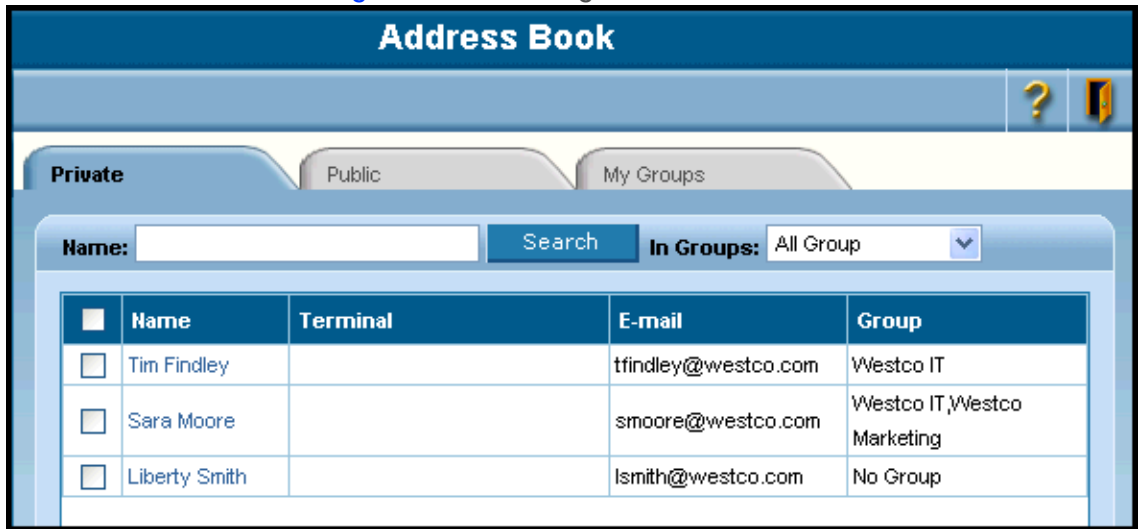 Address Book
?
Private Public My Groups
Name: Search In Groups: All Group
Name Terminal E-mail Group
Tim Findley tfindley@westco.com Westco IT
Sara Moore smoore@westco.com Westco IT,Westco
Marketing
Liberty Smith lsmith@westco.com No Group